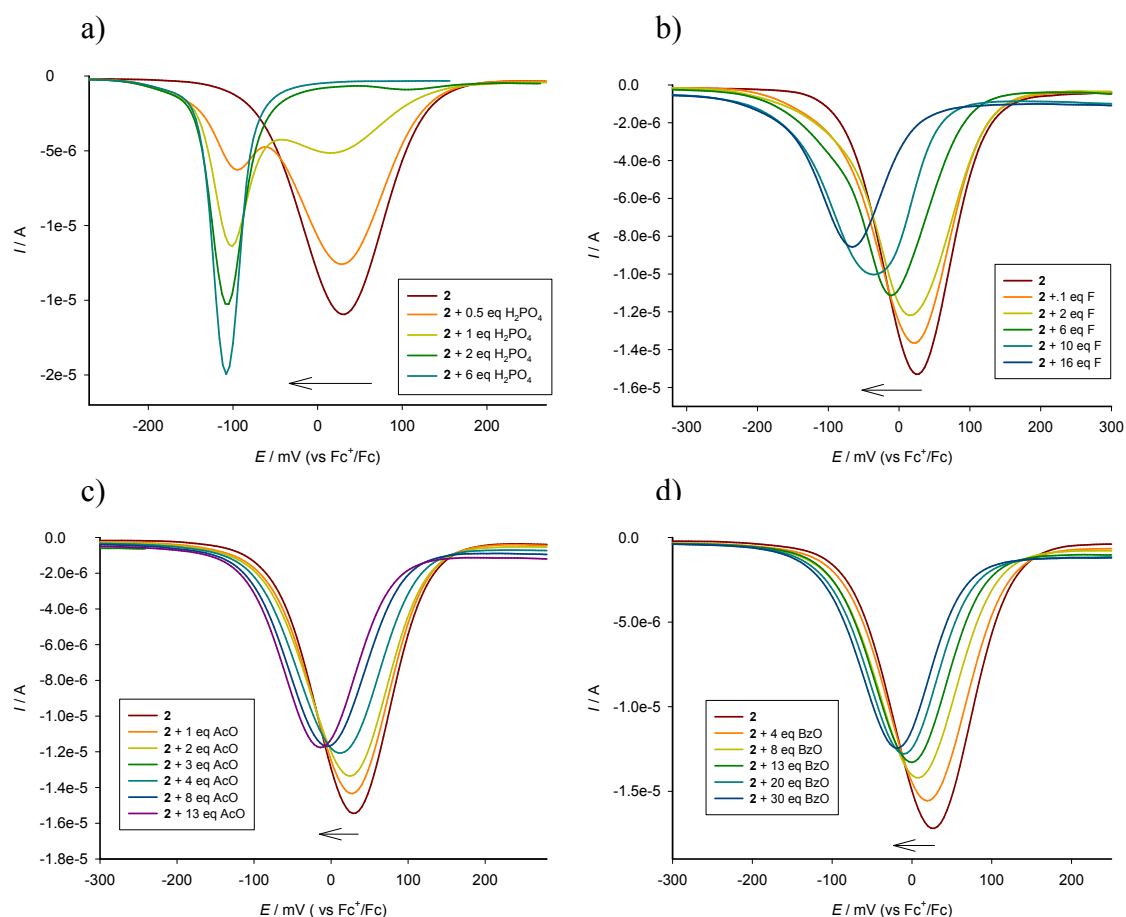 a)
0
-5e-6
-1e-5
-1e-5
-2e-5
I / A
-200 -100 0 100 200
E / mV (vs Fc⁺/Fc)
2
2 + 0.5 eq H₂PO₄
2 + 1 eq H₂PO₄
2 + 2 eq H₂PO₄
2 + 6 eq H₂PO₄
b)
0.0
-2.0e-6
-4.0e-6
-6.0e-6
-8.0e-6
-1.0e-5
-1.2e-5
-1.4e-5
-1.6e-5
I / A
-300 -200 -100 0 100 200 300
E / mV (vs Fc⁺/Fc)
2
2 +.1 eq F
2 + 2 eq F
2 + 6 eq F
2 + 10 eq F
2 + 16 eq F
c)
0.0
-2.0e-6
-4.0e-6
-6.0e-6
-8.0e-6
-1.0e-5
-1.2e-5
-1.4e-5
-1.6e-5
-1.8e-5
I / A
-300 -200 -100 0 100 200
E / mV ( vs Fc⁺/Fc)
2
2 + 1 eq AcO
2 + 2 eq AcO
2 + 3 eq AcO
2 + 4 eq AcO
2 + 8 eq AcO
2 + 13 eq AcO
d)
0.0
-5.0e-6
-1.0e-5
-1.5e-5
I / A
-300 -200 -100 0 100 200
E / mV (vs Fc⁺/Fc)
2
2 + 4 eq BzO
2 + 8 eq BzO
2 + 13 eq BzO
2 + 20 eq BzO
2 + 30 eq BzO